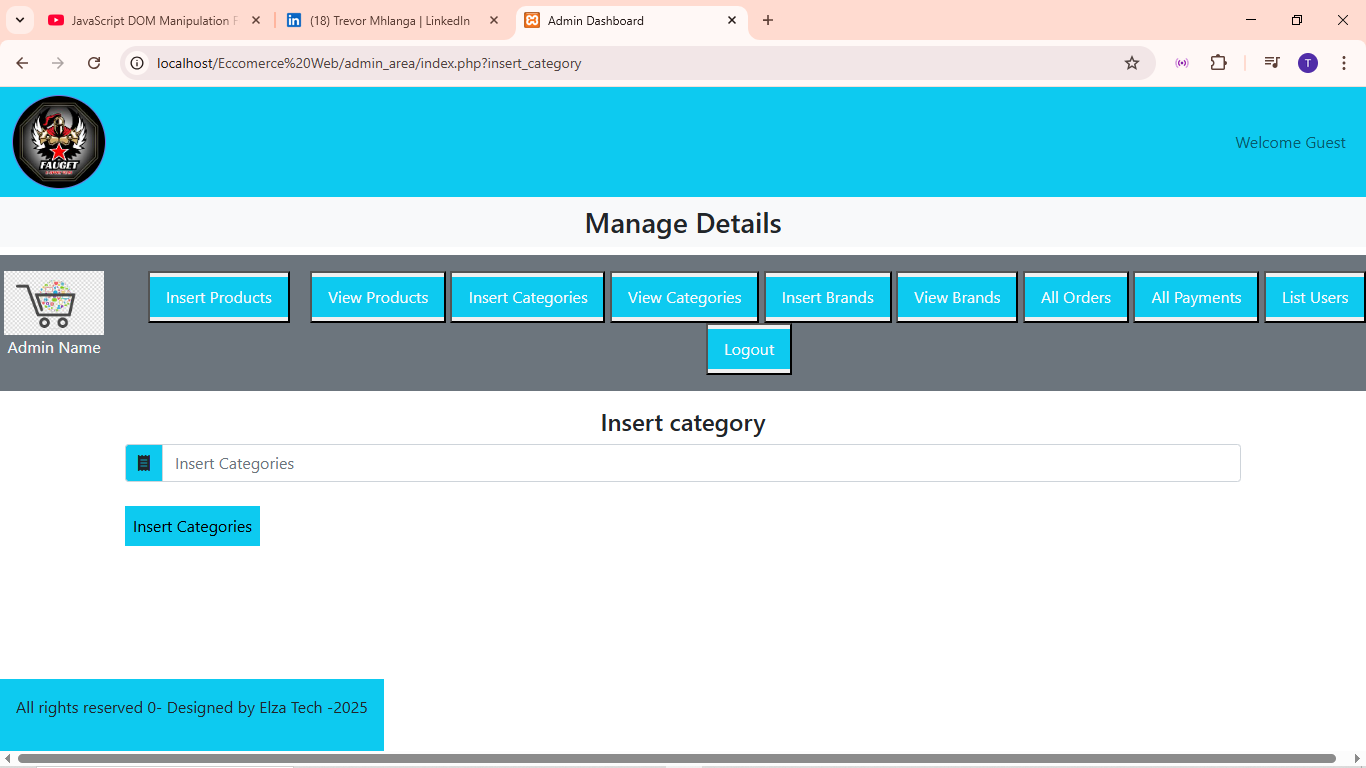 JavaScript DOM Manipulation F
(18) Trevor Mhlanga | LinkedIn
Admin Dashboard
localhost/Eccomerce%20Web/admin_area/index.php?insert_category
T
FAUGET
Welcome Guest
Manage Details
Insert Products View Products Insert Categories View Categories Insert Brands View Brands All Orders All Payments List Users
Admin Name
Logout
Insert category
Insert Categories
Insert Categories
All rights reserved 0- Designed by Elza Tech -2025